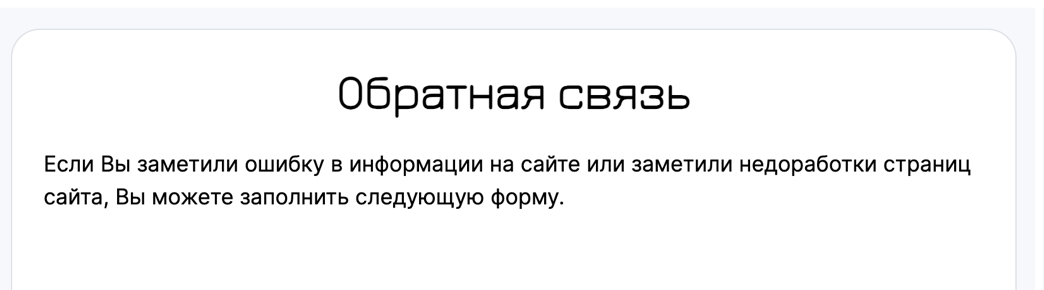 Обратная связь
Если Вы заметили ошибку в информации на сайте или заметили недоработки страниц
сайта, Вы можете заполнить следующую форму.